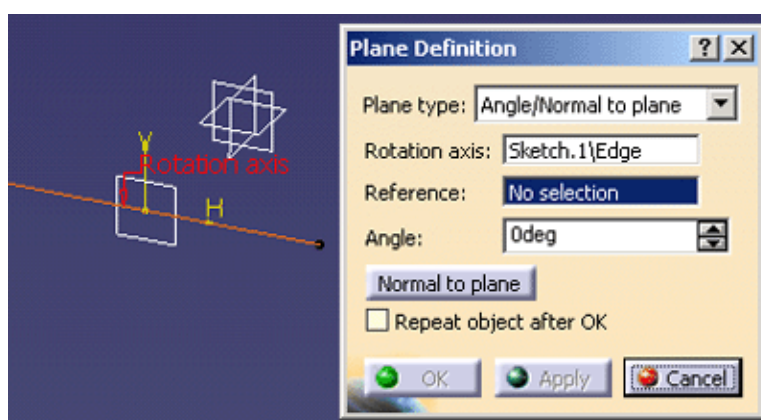 Y
Rotation axis
H
Plane Definition ? X
Plane type: Angle/Normal to plane
Rotation axis: Sketch.1\Edge
Reference: No selection
Angle: 0deg
Normal to plane
Repeat object after OK
OK Apply Cancel